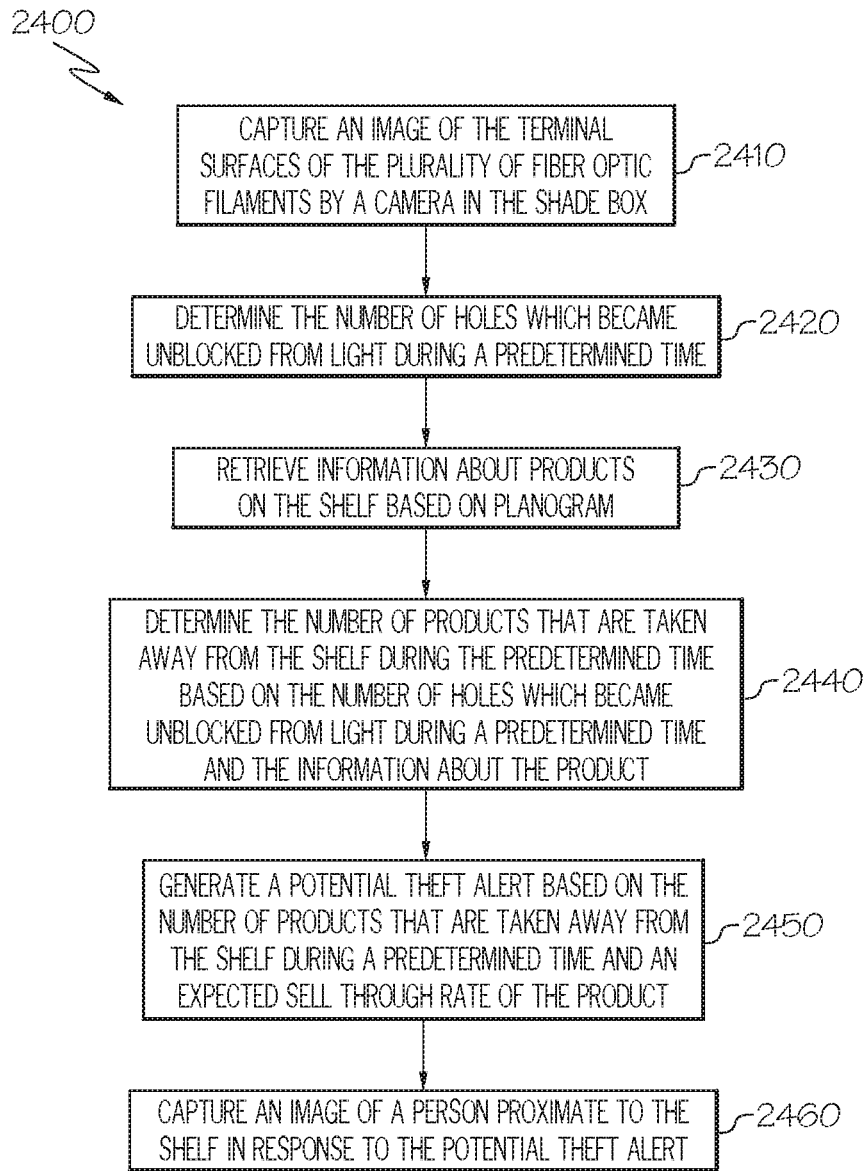 2400
CAPTURE AN IMAGE OF THE TERMINAL
SURFACES OF THE PLURALITY OF FIBER OPTIC
FILAMENTS BY A CAMERA IN THE SHADE BOX
2410
DETERMINE THE NUMBER OF HOLES WHICH BECAME
UNBLOCKED FROM LIGHT DURING A PREDETERMINED TIME
2420
RETRIEVE INFORMATION ABOUT PRODUCTS
ON THE SHELF BASED ON PLANOGRAM
2430
DETERMINE THE NUMBER OF PRODUCTS THAT ARE TAKEN
AWAY FROM THE SHELF DURING THE PREDETERMINED TIME
BASED ON THE NUMBER OF HOLES WHICH BECAME
UNBLOCKED FROM LIGHT DURING A PREDETERMINED TIME
AND THE INFORMATION ABOUT THE PRODUCT
2440
GENERATE A POTENTIAL THEFT ALERT BASED ON THE
NUMBER OF PRODUCTS THAT ARE TAKEN AWAY FROM
THE SHELF DURING A PREDETERMINED TIME AND AN
EXPECTED SELL THROUGH RATE OF THE PRODUCT
2450
CAPTURE AN IMAGE OF A PERSON PROXIMATE TO THE
SHELF IN RESPONSE TO THE POTENTIAL THEFT ALERT
2460